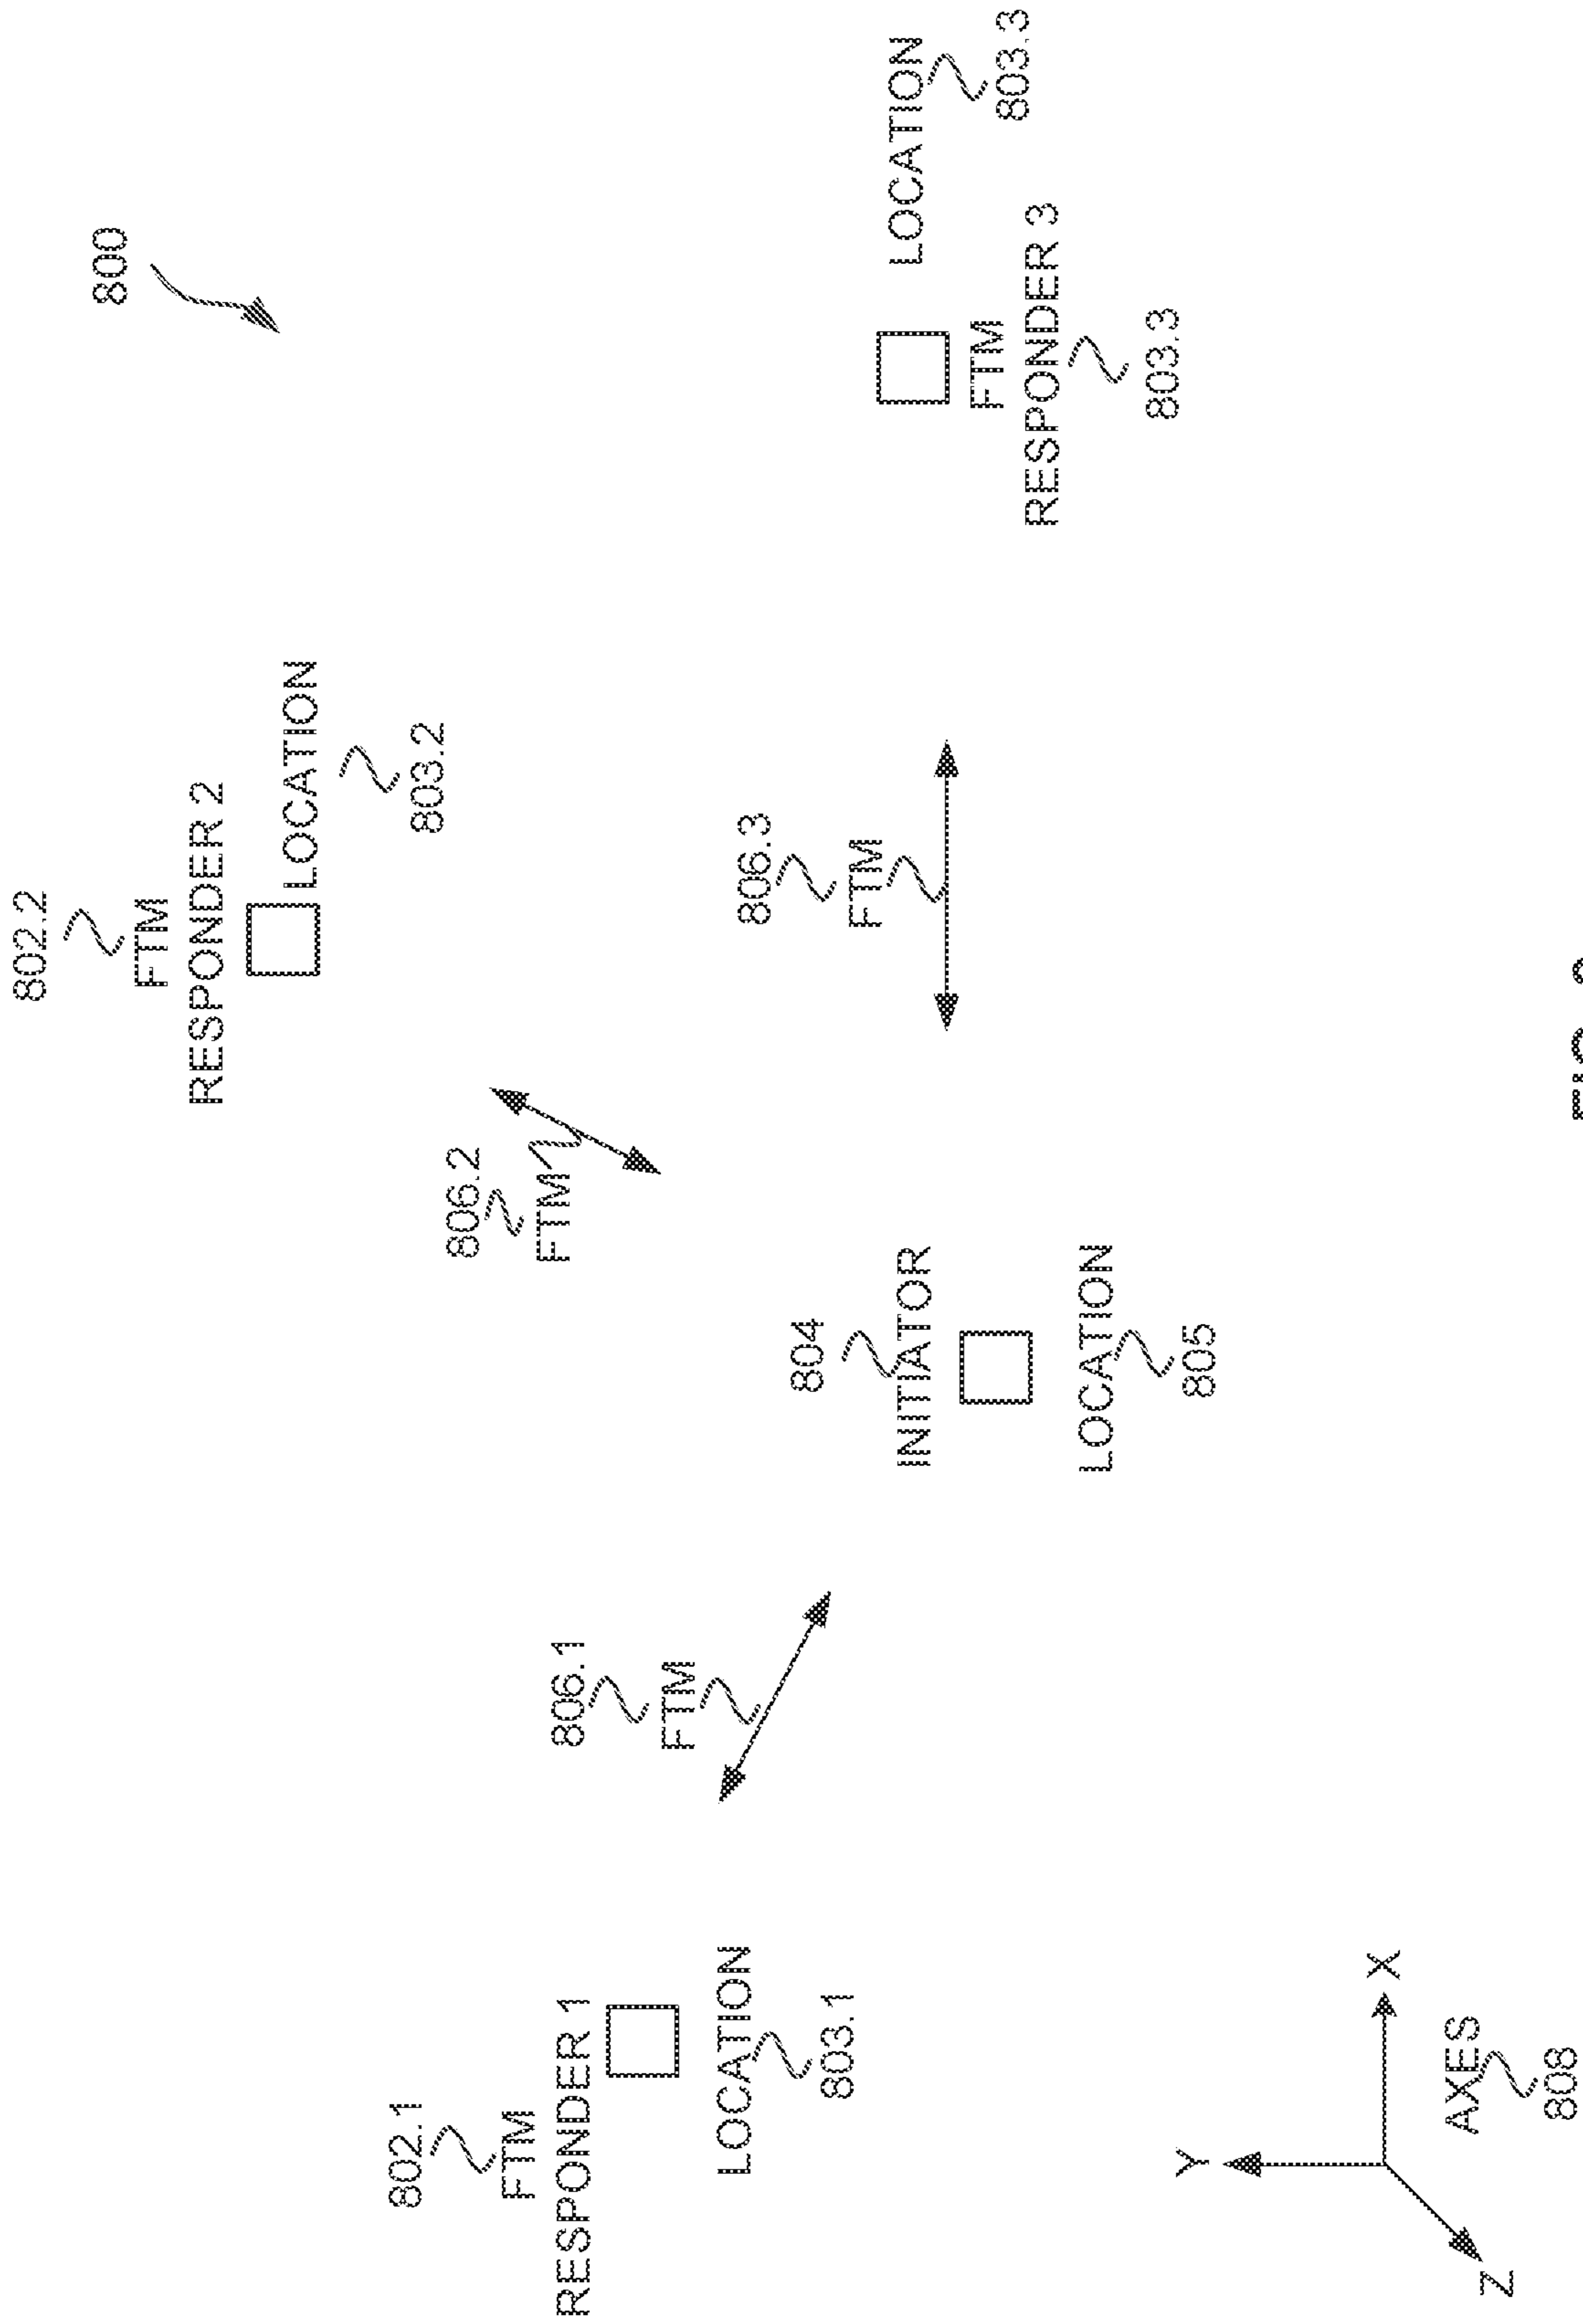 800
802.2
FTM
RESPONDER 2
LOCATION
803.2
802.1
FTM
RESPONDER 1
LOCATION
803.1
806.1
FTM
806.2
FTM
806.3
FTM
804
INITIATOR
LOCATION
805
LOCATION
803.3
FTM
RESPONDER 3
803.3
Y
X
Z
AXES
808